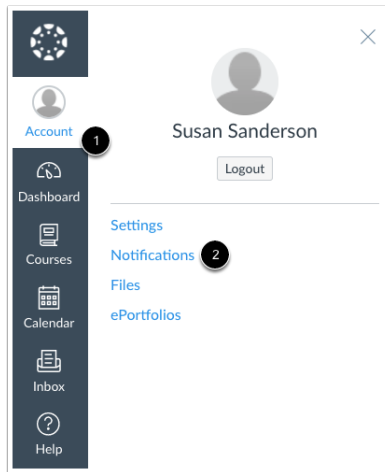 Account
1
Dashboard
Courses
Calendar
Inbox
Help
Susan Sanderson
Logout
Settings
Notifications 2
Files
ePortfolios